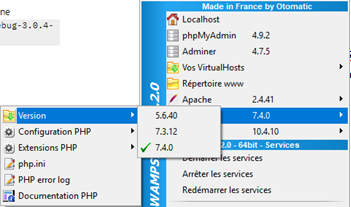 ne
bug-3.0.4-
Made in France by Otomatic
Localhost
phpMyAdmin 4.9.2
Adminer 4.7.5
Vos VirtualHosts
Répertoire www
Apache 2.4.41
7.4.0
10.4.10
2.0 - 64bit - Services
Démarrer les services
Arrêter les services
Redémarrer les services
WAMPS 2.0
Version
Configuration PHP
Extensions PHP
php.ini
PHP error log
Documentation PHP
5.6.40
7.3.12
7.4.0